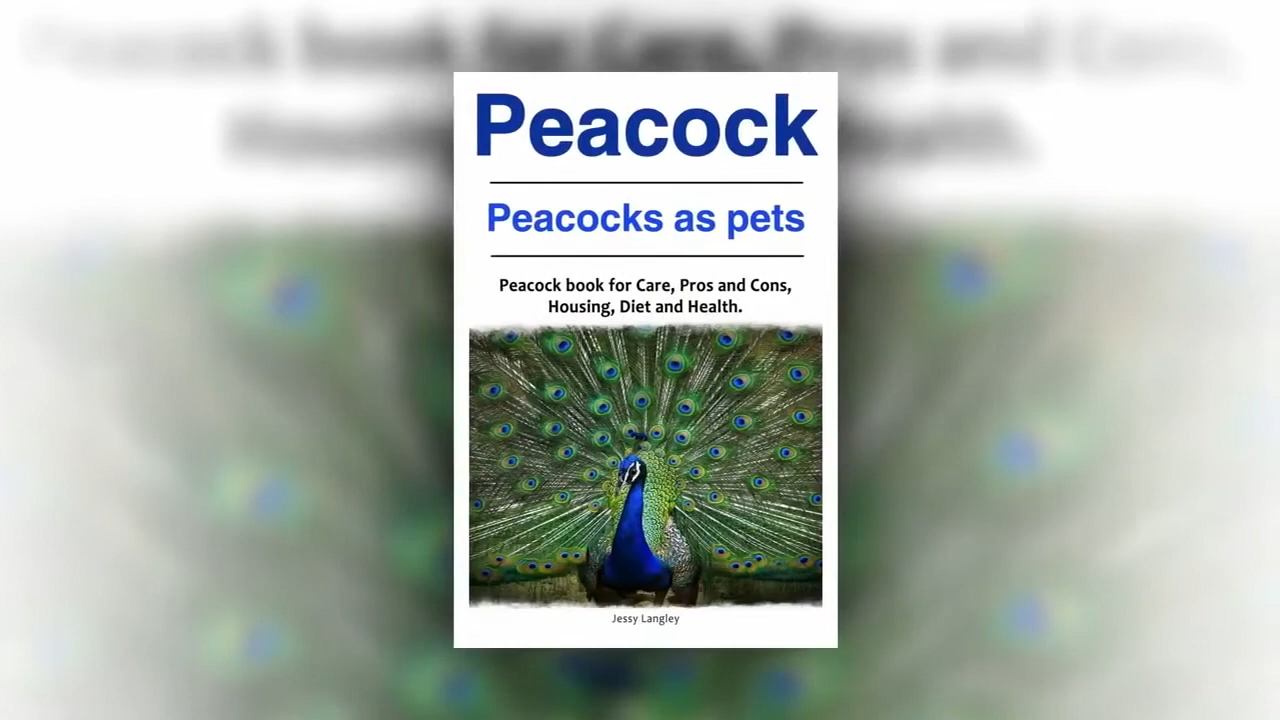 Peacock
Peacocks as pets
Peacock book for Care, Pros and Cons,
Housing, Diet and Health.
Jessy Langley